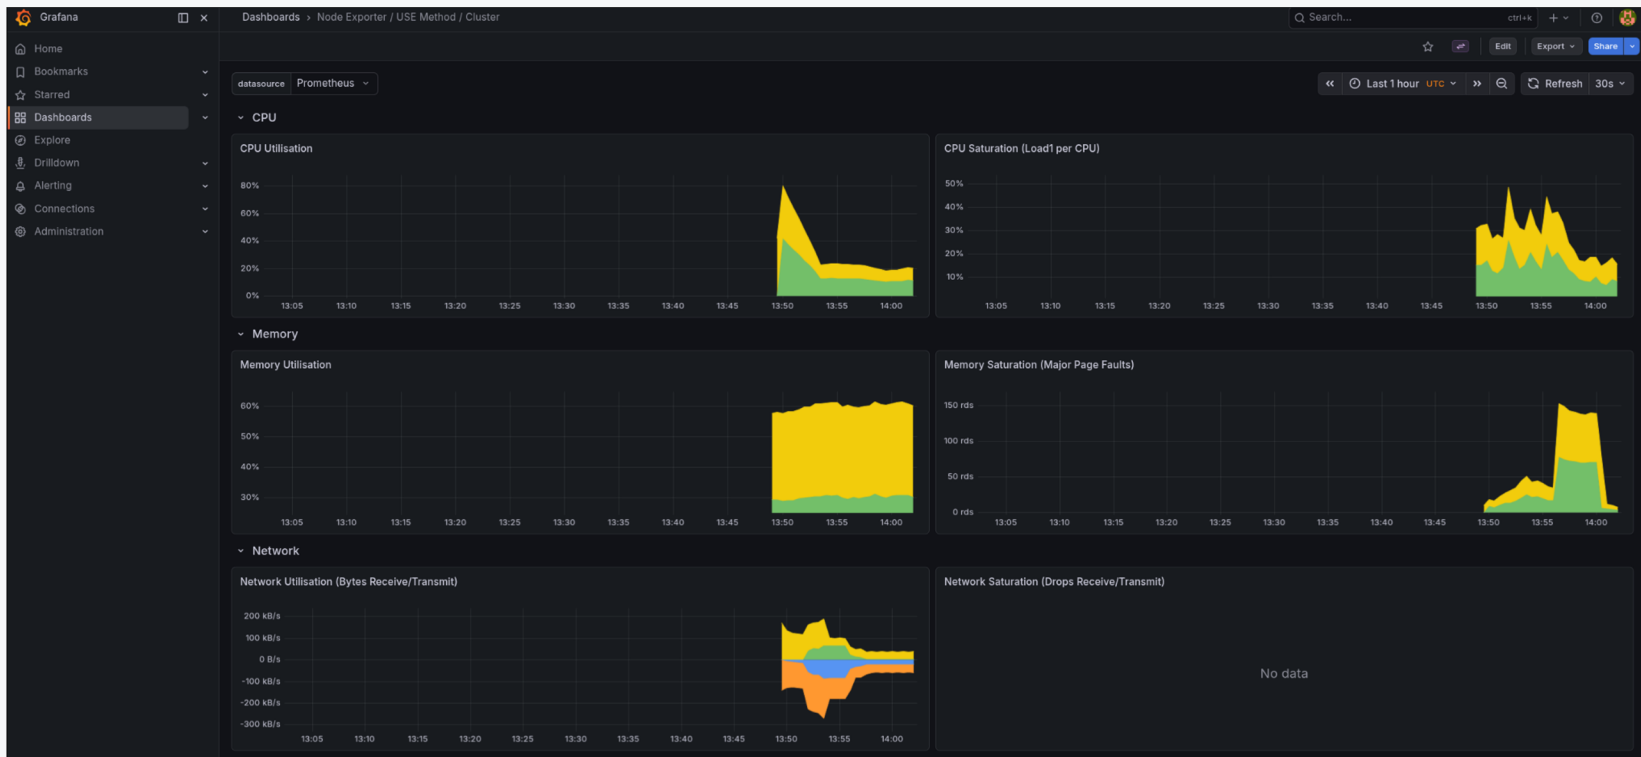 Grafana
Dashboards › Node Exporter / USE Method / Cluster
Search...
ctrl+k
Edit
Export
Share
Home
Bookmarks
Starred
Dashboards
Explore
Drilldown
Alerting
Connections
Administration
datasource Prometheus
Last 1 hour UTC
Refresh 30s
CPU
CPU Utilisation
80%
60%
40%
20%
0%
13:05 13:10 13:15 13:20 13:25 13:30 13:35 13:40 13:45 13:50 13:55 14:00
CPU Saturation (Load1 per CPU)
50%
40%
30%
20%
10%
13:05 13:10 13:15 13:20 13:25 13:30 13:35 13:40 13:45 13:50 13:55 14:00
Memory
Memory Utilisation
60%
50%
40%
30%
13:05 13:10 13:15 13:20 13:25 13:30 13:35 13:40 13:45 13:50 13:55 14:00
Memory Saturation (Major Page Faults)
150 rds
100 rds
50 rds
0 rds
13:05 13:10 13:15 13:20 13:25 13:30 13:35 13:40 13:45 13:50 13:55 14:00
Network
Network Utilisation (Bytes Receive/Transmit)
200 kB/s
100 kB/s
0 B/s
-100 kB/s
-200 kB/s
-300 kB/s
13:05 13:10 13:15 13:20 13:25 13:30 13:35 13:40 13:45 13:50 13:55 14:00
Network Saturation (Drops Receive/Transmit)
No data